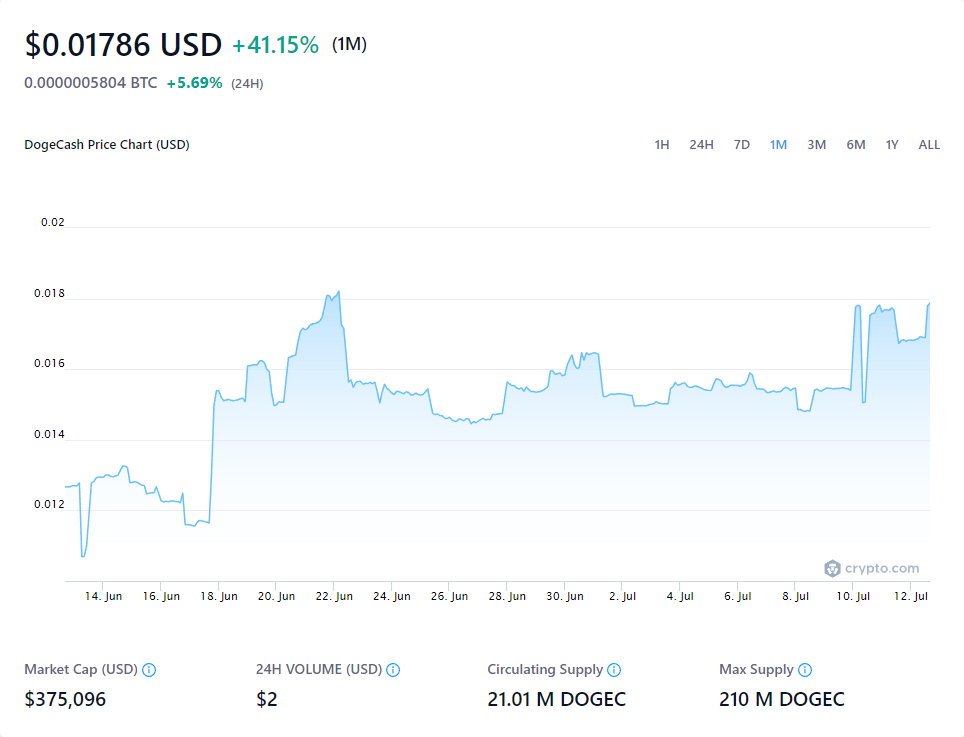 $0.01786 USD +41.15% (1M)
0.0000005804 BTC +5.69% (24H)
DogeCash Price Chart (USD)
1H 24H 7D 1M 3M 6M 1Y ALL
0.02
0.018
0.016
0.014
0.012
crypto.com
14. Jun 16. Jun 18. Jun 20. Jun 22. Jun 24. Jun 26. Jun 28. Jun 30. Jun 2. Jul 4. Jul 6. Jul 8. Jul 10. Jul 12. Jul
Market Cap (USD) 24H VOLUME (USD) Circulating Supply Max Supply
$375,096 $2 21.01 M DOGEC 210 M DOGEC